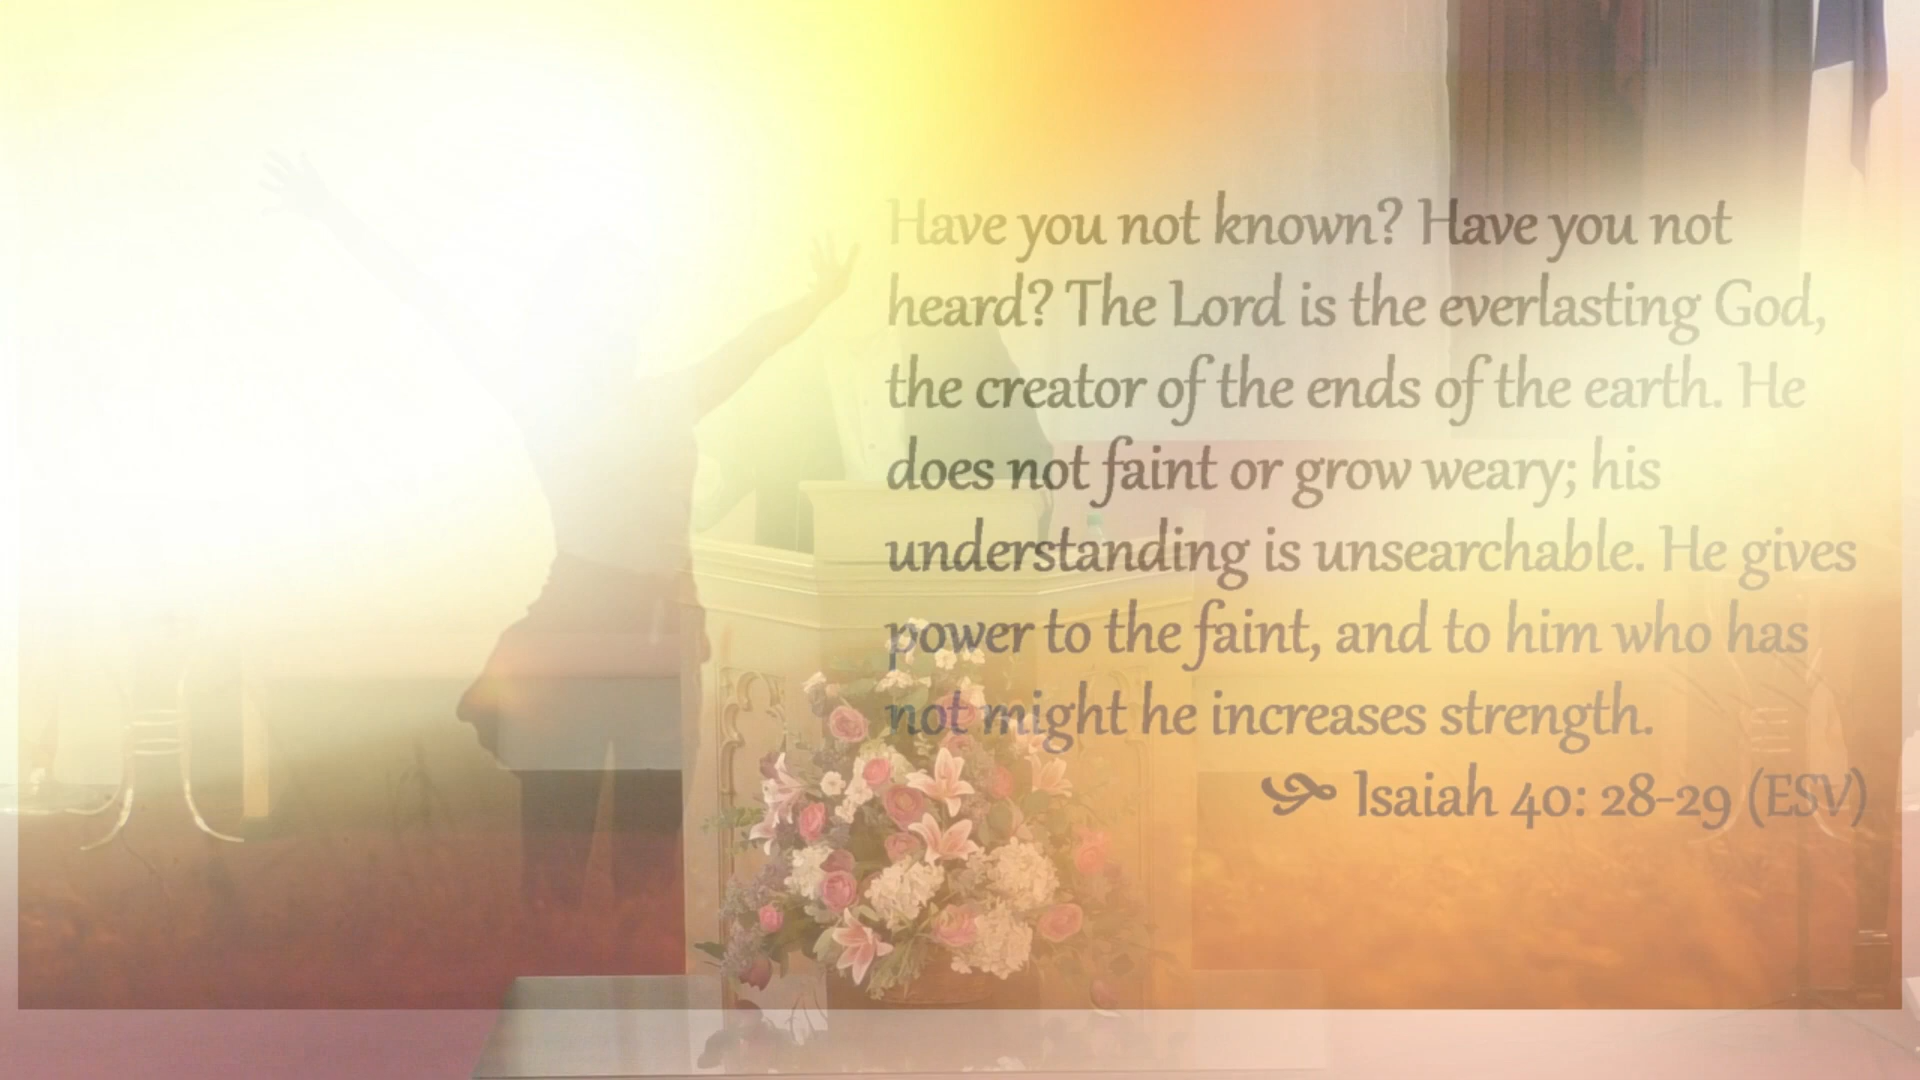 Have you not known? Have you not
heard? The Lord is the everlasting God,
the creator of the ends of the earth. He
does not faint or grow weary; his
understanding is unsearchable. He gives
power to the faint, and to him who has
not might he increases strength.
Isaiah 40: 28-29 (ESV)